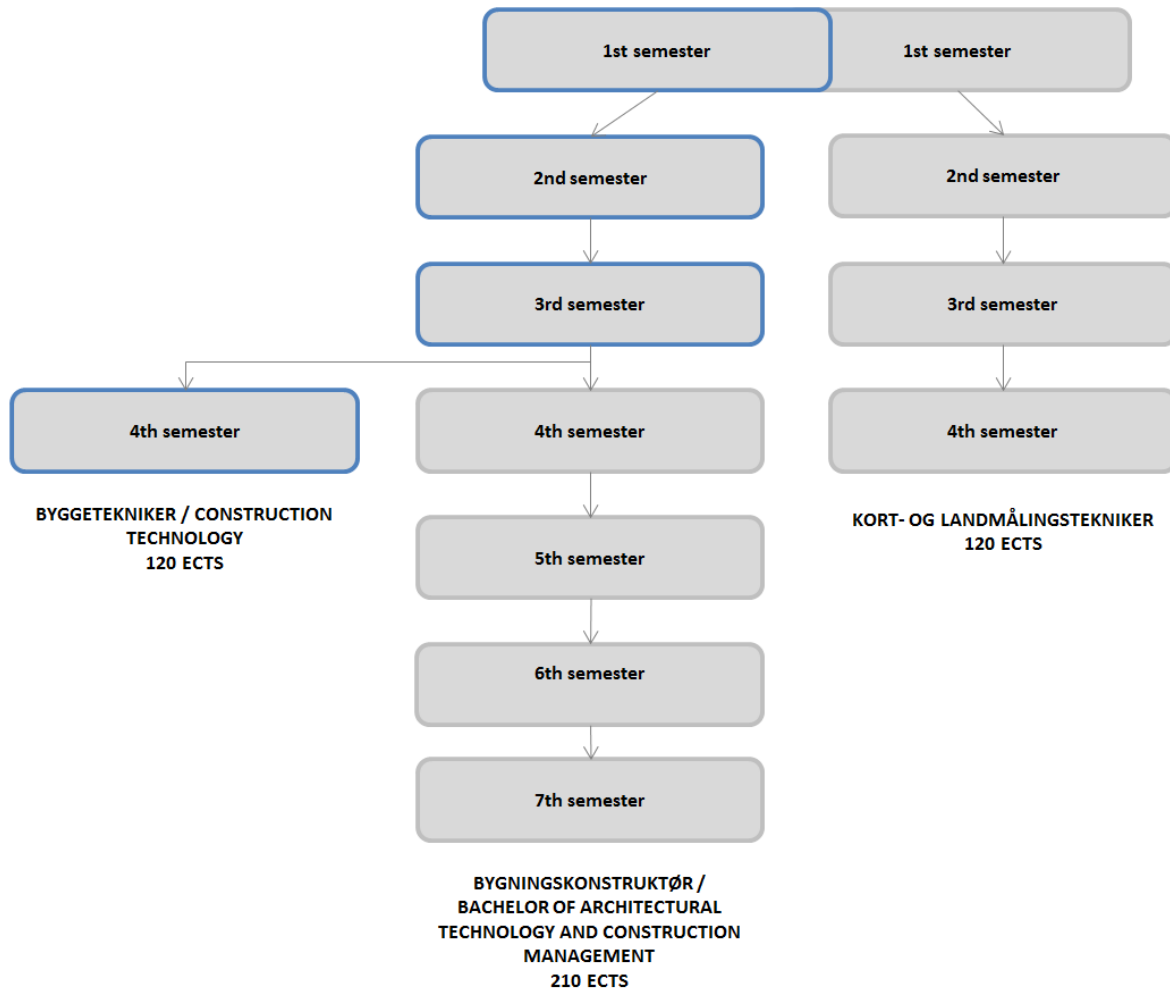 1st semester
1st semester
2nd semester
2nd semester
3rd semester
3rd semester
4th semester
4th semester
4th semester
BYGGETEKNIKER / CONSTRUCTION
TECHNOLOGY
120 ECTS
KORT- OG LANDMÅLINGSTEKNIKER
120 ECTS
5th semester
6th semester
7th semester
BYGNINGSKONSTRUKTØR /
BACHELOR OF ARCHITECTURAL
TECHNOLOGY AND CONSTRUCTION
MANAGEMENT
210 ECTS